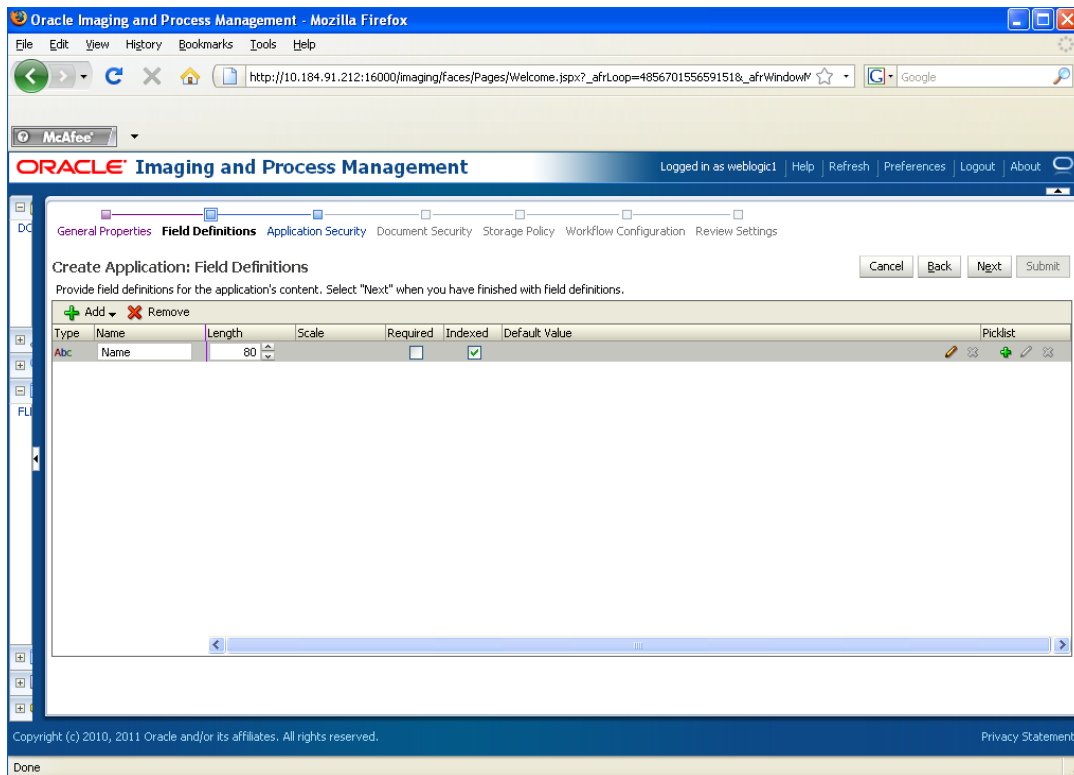 Oracle Imaging and Process Management - Mozilla Firefox
File Edit View History Bookmarks Tools Help
http://10.184.91.212:16000/imaging/faces/Pages/Welcome.jspx?_afrLoop=485670155659151&_afrWindowM
G Google
McAfee
ORACLE Imaging and Process Management
Logged in as weblogic1 | Help | Refresh | Preferences | Logout | About
DO
General Properties Field Definitions Application Security Document Security Storage Policy Workflow Configuration Review Settings
Create Application: Field Definitions
Cancel Back Next Submit
Provide field definitions for the application's content. Select "Next" when you have finished with field definitions.
Add Remove
Type Name Length Scale Required Indexed Default Value Picklist
Abc Name 80
FLI
Copyright (c) 2010, 2011 Oracle and/or its affiliates. All rights reserved.
Privacy Statement
Done